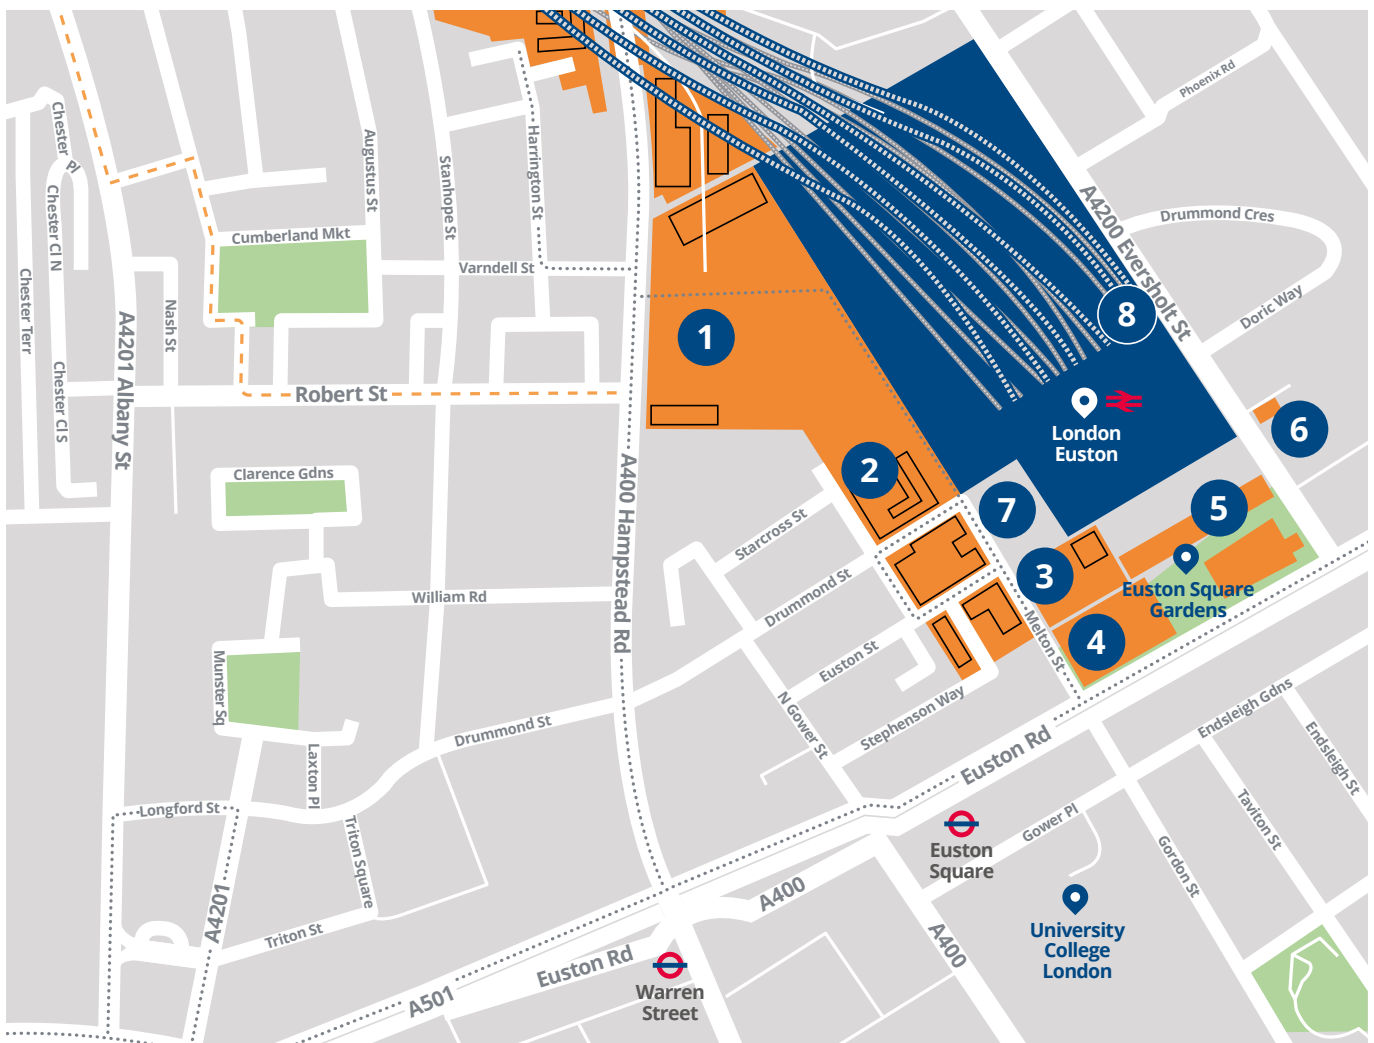 Phoenix Rd
Chester Pl
Augustus St
Harrington St
Stanhope St
Chester Cl N
A4200 Eversholt St
Drummond Cres
Cumberland Mkt
Varndell St
Chester Terr
Nash St
Doric Way
A4201 Albany St
1
8
Chester Cl S
Robert St
London
Euston
6
2
Clarence Gdns
A400 Hampstead Rd
7
5
Starcross St
3
Drummond St
William Rd
Euston Square
Gardens
4
Melton St
Euston St
Munster Sq
Stephenson Way
N Gower St
Endsleigh Gdns
Drummond St
Euston Rd
Endsleigh St
Laxton Pl
Longford St
Triton Square
Taviton St
Gower Pl
Euston
Square
Gordon St
A400
A4201
Triton St
University
College
London
A400
Euston Rd
Warren
Street
A501